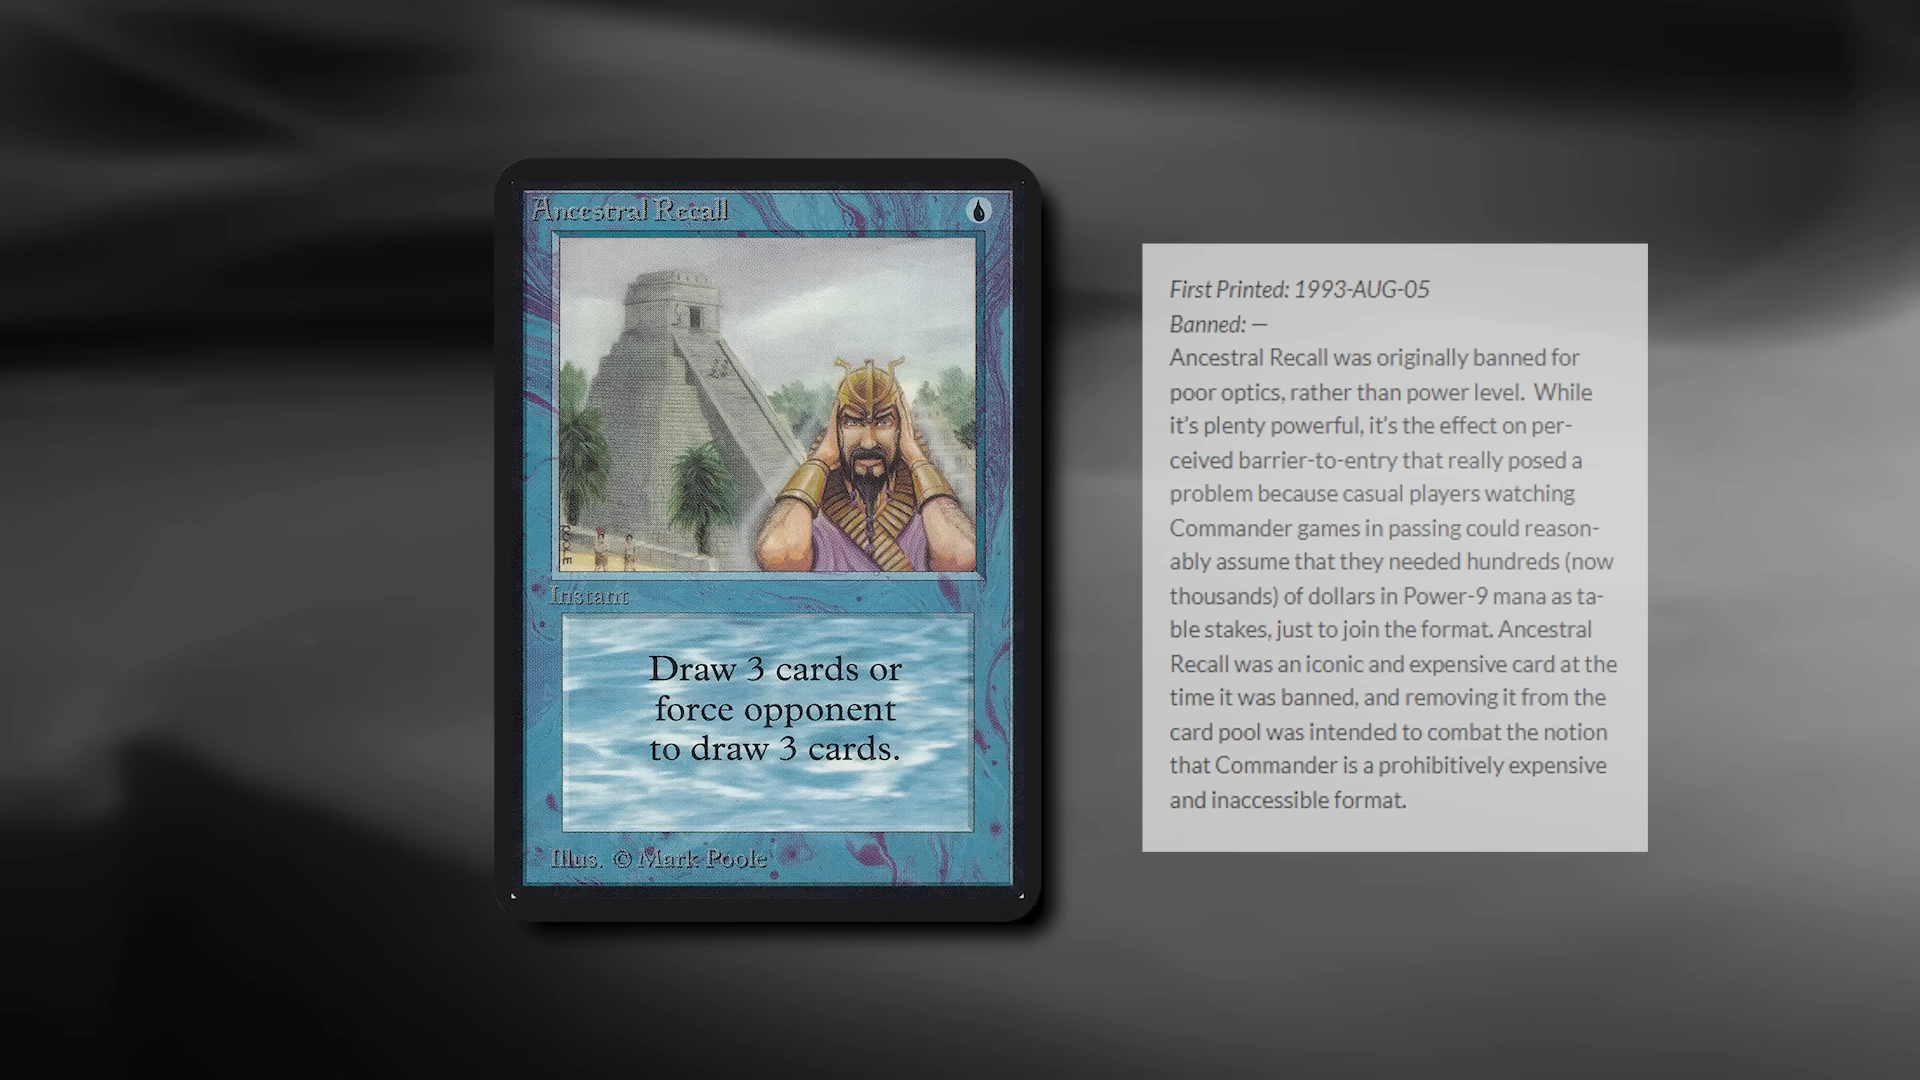 Ancestral Recall
POOLE
Instant
Draw 3 cards or
force opponent
to draw 3 cards.
Illus. © Mark Poole
First Printed: 1993-AUG-05
Banned: —
Ancestral Recall was originally banned for
poor optics, rather than power level.  While
it's plenty powerful, it's the effect on per-
ceived barrier-to-entry that really posed a
problem because casual players watching
Commander games in passing could reason-
ably assume that they needed hundreds (now
thousands) of dollars in Power-9 mana as ta-
ble stakes, just to join the format. Ancestral
Recall was an iconic and expensive card at the
time it was banned, and removing it from the
card pool was intended to combat the notion
that Commander is a prohibitively expensive
and inaccessible format.